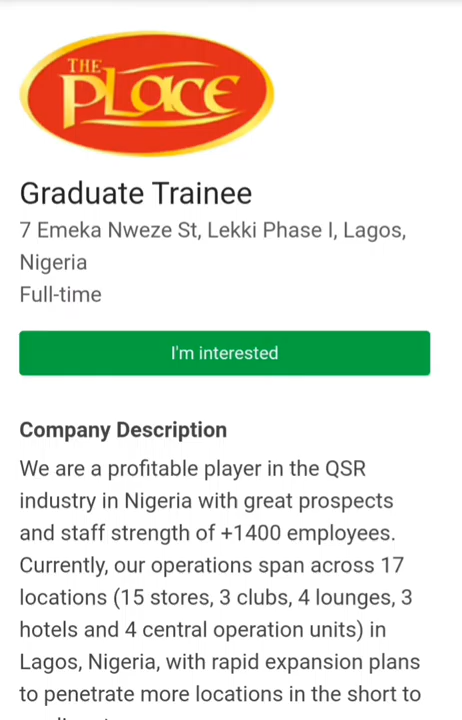 THE
PLACE
Graduate Trainee
7 Emeka Nweze St, Lekki Phase I, Lagos,
Nigeria
Full-time
I'm interested
Company Description
We are a profitable player in the QSR
industry in Nigeria with great prospects
and staff strength of +1400 employees.
Currently, our operations span across 17
locations (15 stores, 3 clubs, 4 lounges, 3
hotels and 4 central operation units) in
Lagos, Nigeria, with rapid expansion plans
to penetrate more locations in the short to